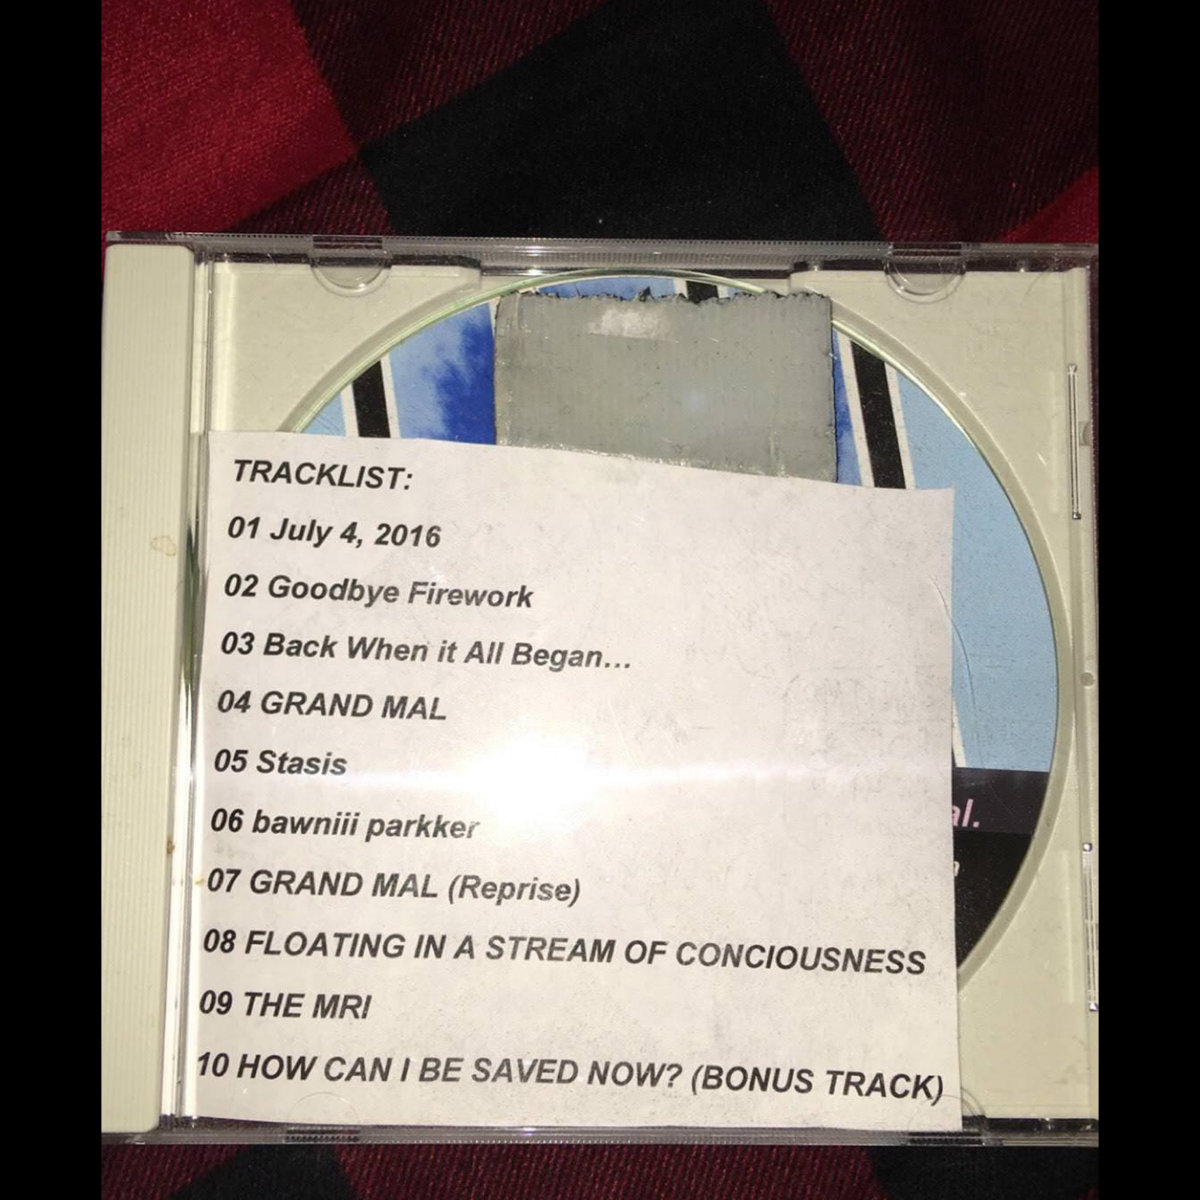 TRACKLIST:
01 July 4, 2016
02 Goodbye Firework
03 Back When it All Began...
04 GRAND MAL
05 Stasis
06 bawniii parkker
07 GRAND MAL (Reprise)
08 FLOATING IN A STREAM OF CONCIOUSNESS
09 THE MRI
10 HOW CAN I BE SAVED NOW? (BONUS TRACK)